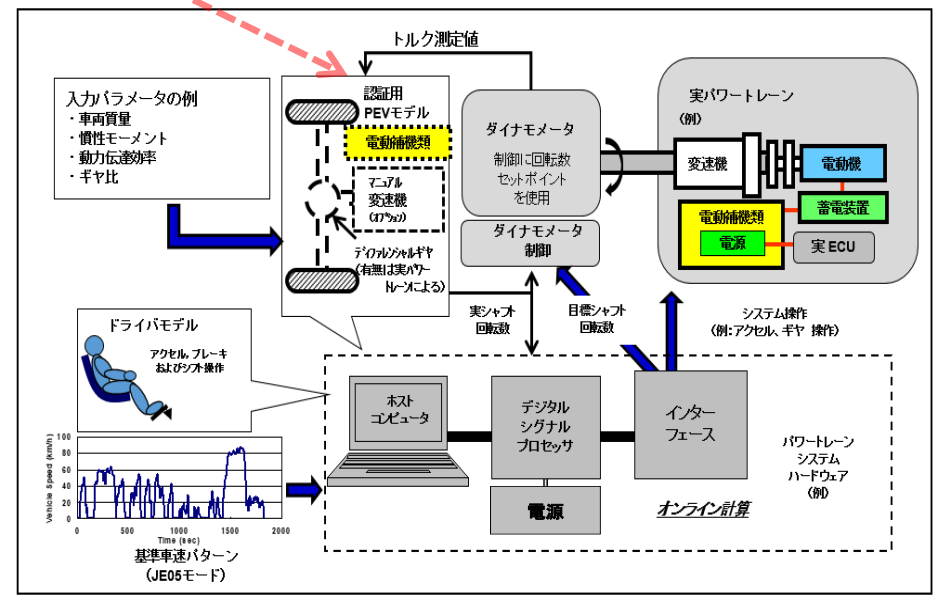 トルク測定値
入力パラメータの例
・車両質量
・慣性モーメント
・動力伝達効率
・ギヤ比
認証用
PEVモデル
電動補機類
マニュアル
変速機
(オプション)
ディファレンシャルギヤ
(有無は実パワー
トレーンによる)
ダイナモメータ
制御に回転数
セットポイント
を使用
ダイナモメータ
制御
実パワートレーン
(例)
変速機
電動機
蓄電装置
電動補機類
電源
実ECU
実シャフト
回転数
目標シャフト
回転数
システム操作
(例:アクセル、ギヤ 操作)
ドライバモデル
アクセル, ブレーキ
およびシフト操作
ホスト
コンピュータ
デジタル
シグナル
プロセッサ
インター
フェース
電源
オンライン計算
パワートレーン
システム
ハードウェア
(例)
Vehicle Speed (km/h)
100
80
60
40
20
0
0 500 1000 1500 2000
Time (sec)
基準車速パターン
(JE05モード)